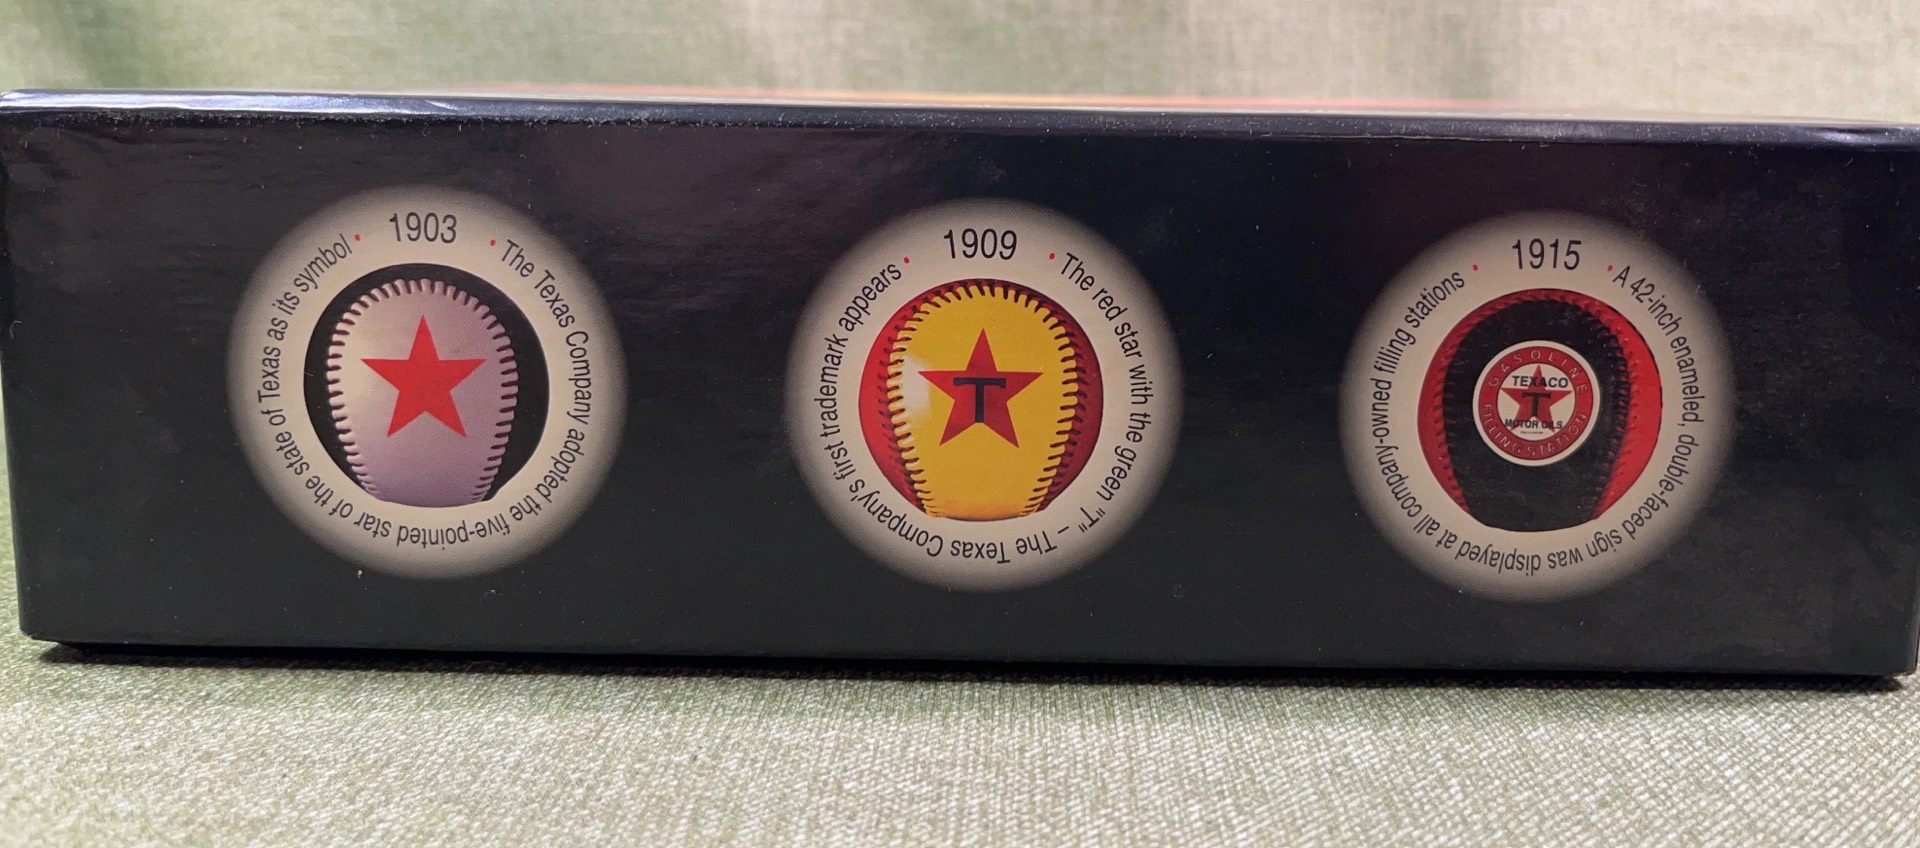 1903
• The Texas Company adopted the five-pointed star of the state of Texas as its symbol •
1909
• The red star with the green "T" – The Texas Company's first trademark appears •
T
1915
• A 42-inch enameled, double-faced sign was displayed at all company-owned filling stations •
GASOLINE
TEXACO
T
MOTOR OILS
FILLING STATION